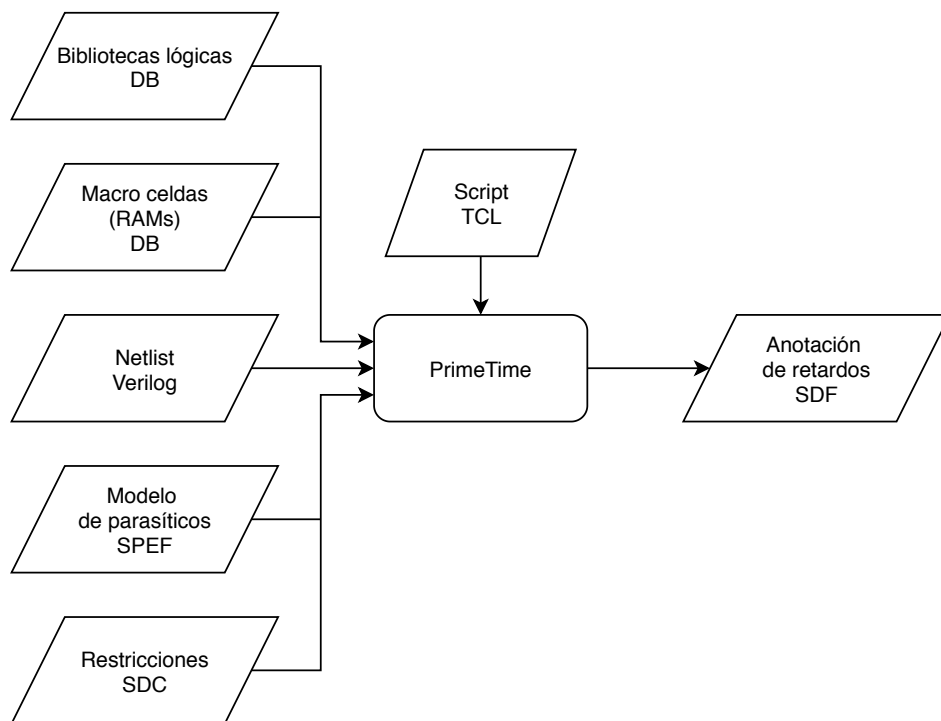 Bibliotecas lógicas
DB
Macro celdas
(RAMs)
DB
Script
TCL
Netlist
Verilog
PrimeTime
Anotación
de retardos
SDF
Modelo
de parasíticos
SPEF
Restricciones
SDC